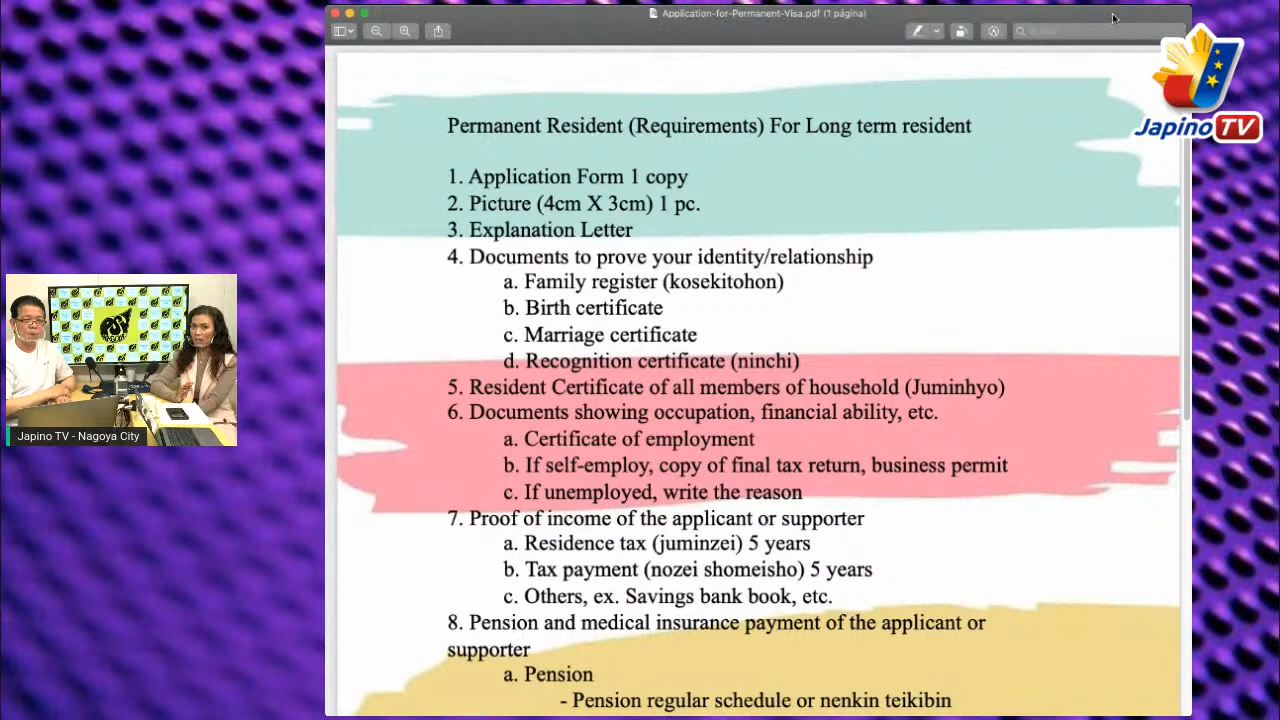 Application-for-Permanent-Visa.pdf (1 página)
Japino TV
Permanent Resident (Requirements) For Long term resident
1. Application Form 1 copy
2. Picture (4cm X 3cm) 1 pc.
3. Explanation Letter
4. Documents to prove your identity/relationship
a. Family register (kosekitohon)
b. Birth certificate
c. Marriage certificate
d. Recognition certificate (ninchi)
5. Resident Certificate of all members of household (Juminhyo)
6. Documents showing occupation, financial ability, etc.
a. Certificate of employment
b. If self-employ, copy of final tax return, business permit
c. If unemployed, write the reason
7. Proof of income of the applicant or supporter
a. Residence tax (juminzei) 5 years
b. Tax payment (nozei shomeisho) 5 years
c. Others, ex. Savings bank book, etc.
8. Pension and medical insurance payment of the applicant or
supporter
a. Pension
- Pension regular schedule or nenkin teikibin
Japino TV - Nagoya City